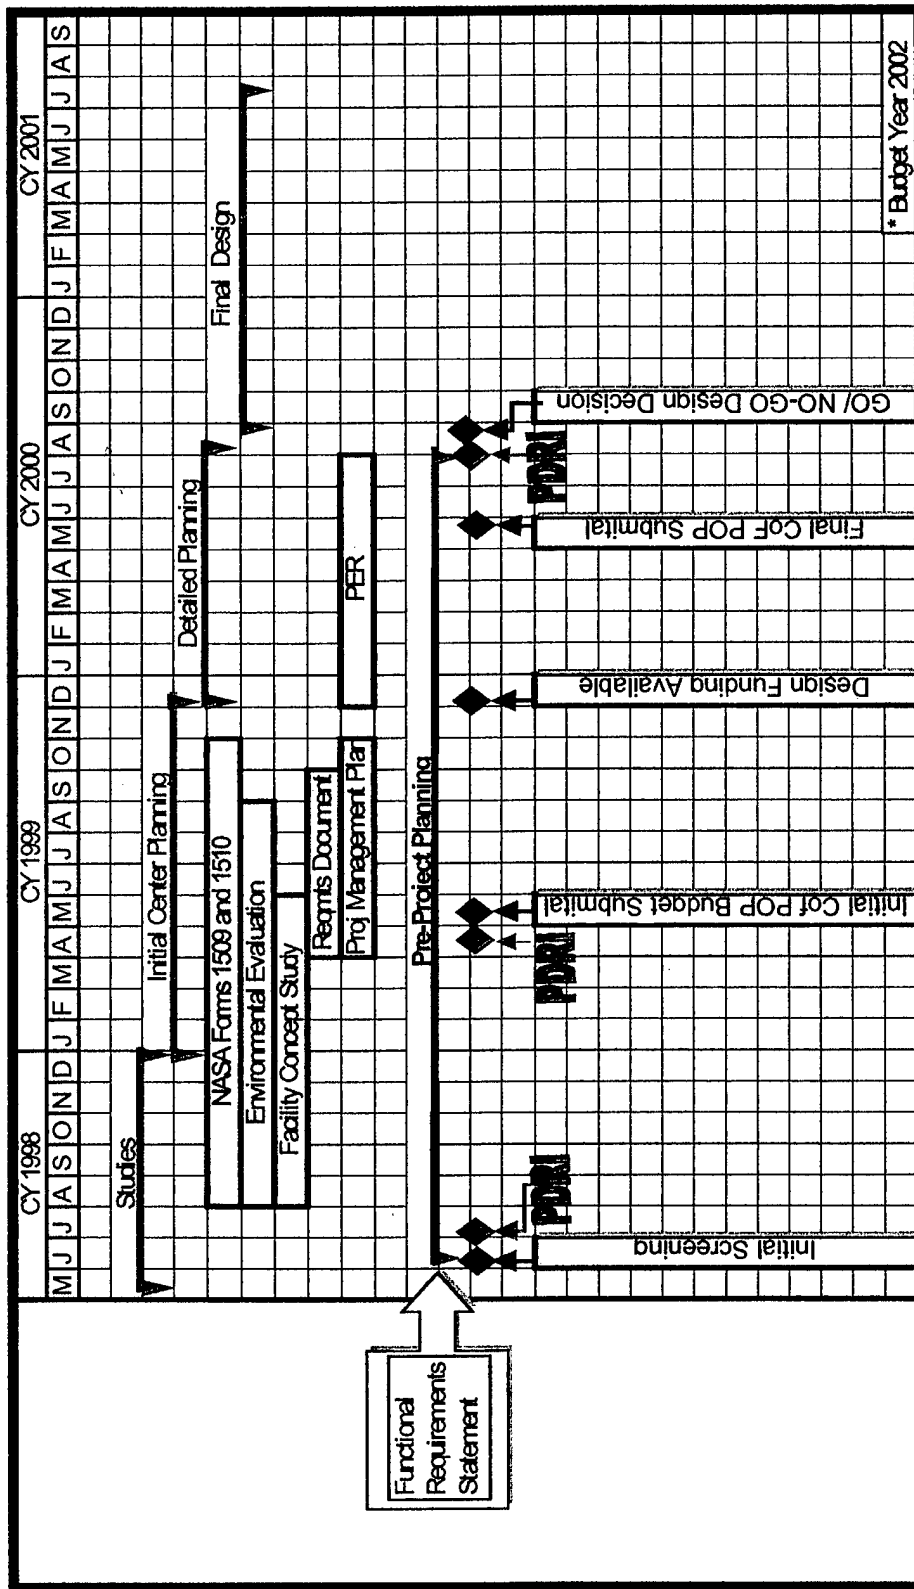 CY 1998 CY 1999 CY 2000 CY 2001
M J J A S O N D J F M A M J J A S O N D J F M A M J J A S O N D J F M A M J J A S
Studies
Initial Center Planning
Detailed Planning
Final Design
NASA Forms 1509 and 1510
Environmental Evaluation
Facility Concept Study
Reqmts Document
Proj Management Plan
PER
Functional
Requirements
Statement
Pre-Project Planning
PDRI
PDRI
PDRI
Initial Screening
Initial Cof POP Budget Submital
Design Funding Available
Final CoF POP Submital
GO/ NO-GO Design Decision
* Budget Year 2002